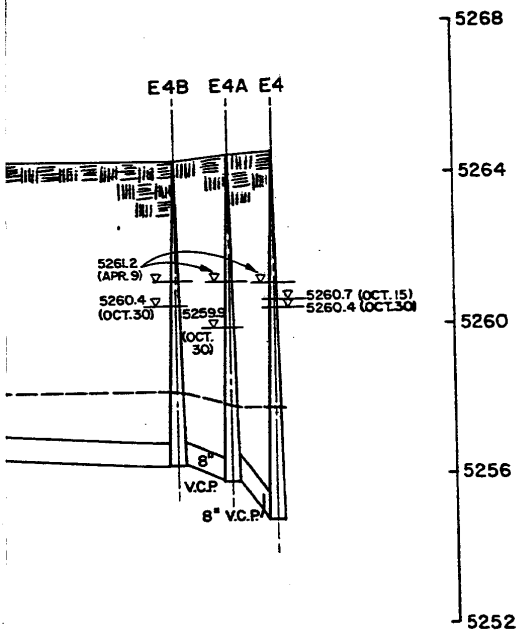 5268
E4B E4A E4
5264
5261.2
(APR. 9)
5260.4
(OCT.30)
5259.9
(OCT.
30)
5260.7 (OCT.15)
5260.4 (OCT.30)
5260
5256
8"
V.C.P.
8" V.C.P.
5252